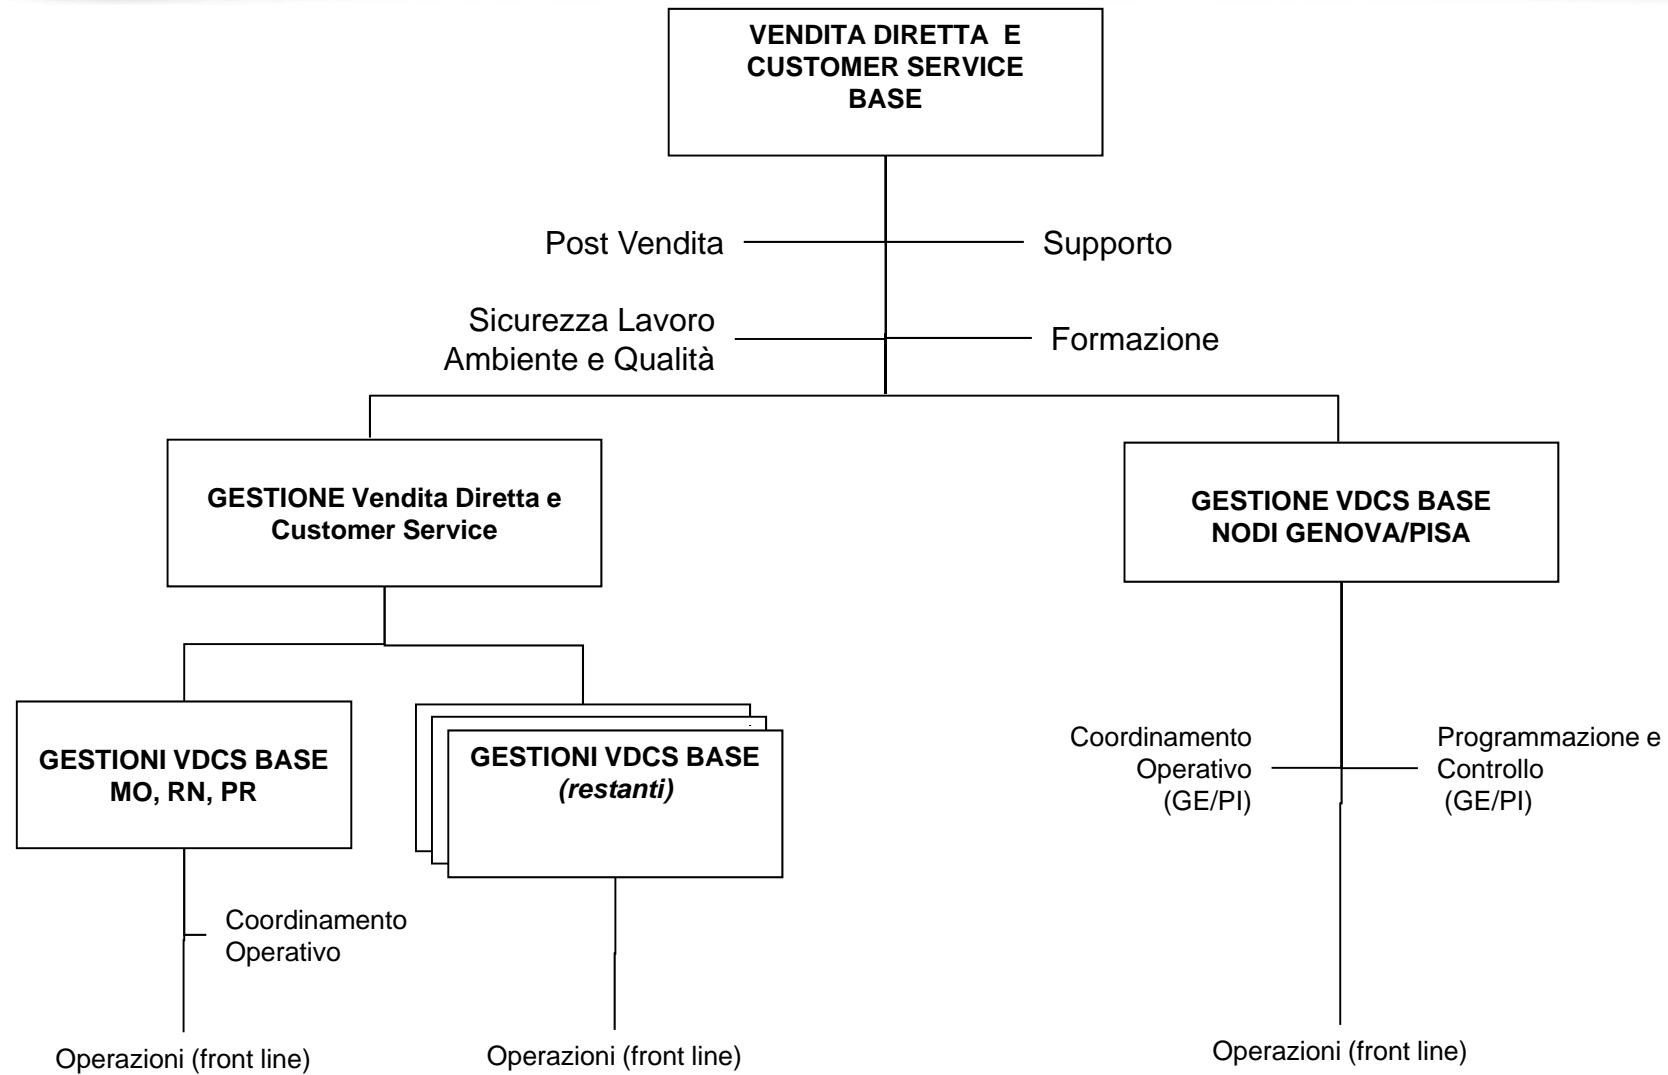 VENDITA DIRETTA E
CUSTOMER SERVICE
BASE
Post Vendita
Supporto
Sicurezza Lavoro
Ambiente e Qualità
Formazione
GESTIONE Vendita Diretta e
Customer Service
GESTIONE VDCS BASE
NODI GENOVA/PISA
GESTIONI VDCS BASE
MO, RN, PR
GESTIONI VDCS BASE
(restanti)
Coordinamento
Operativo
(GE/PI)
Programmazione e
Controllo
(GE/PI)
Coordinamento
Operativo
Operazioni (front line)
Operazioni (front line)
Operazioni (front line)